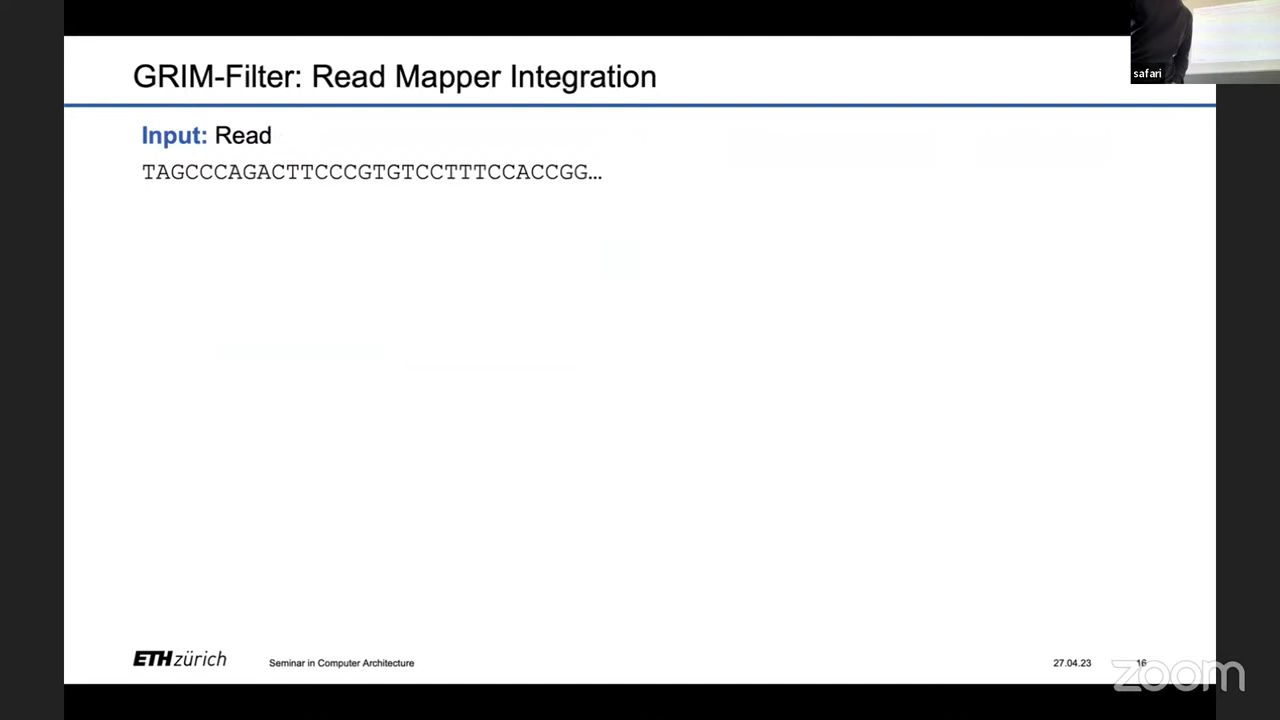 safari
GRIM-Filter: Read Mapper Integration
Input: Read
TAGCCCAGACTTCCCGTGTCCTTTCCACCGG…
ETH zürich
Seminar in Computer Architecture
27.04.23
16
zoom